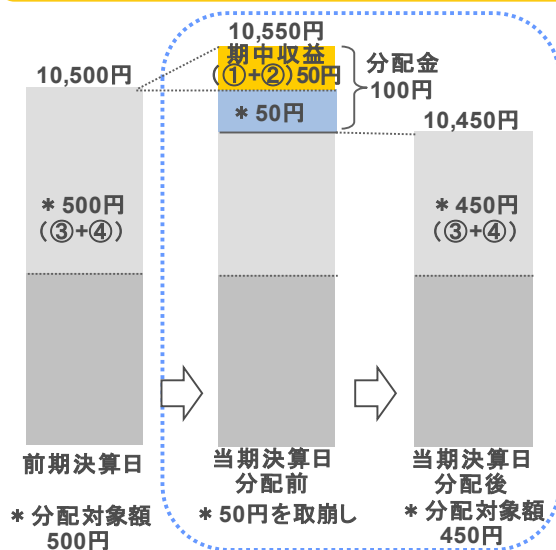 10,550円
期中収益
(①+②)50円
分配金
100円
10,500円
*50円
10,450円
*500円
(③+④)
*450円
(③+④)
前期決算日
当期決算日
分配前
当期決算日
分配後
*分配対象額
500円
*50円を取崩し
*分配対象額
450円